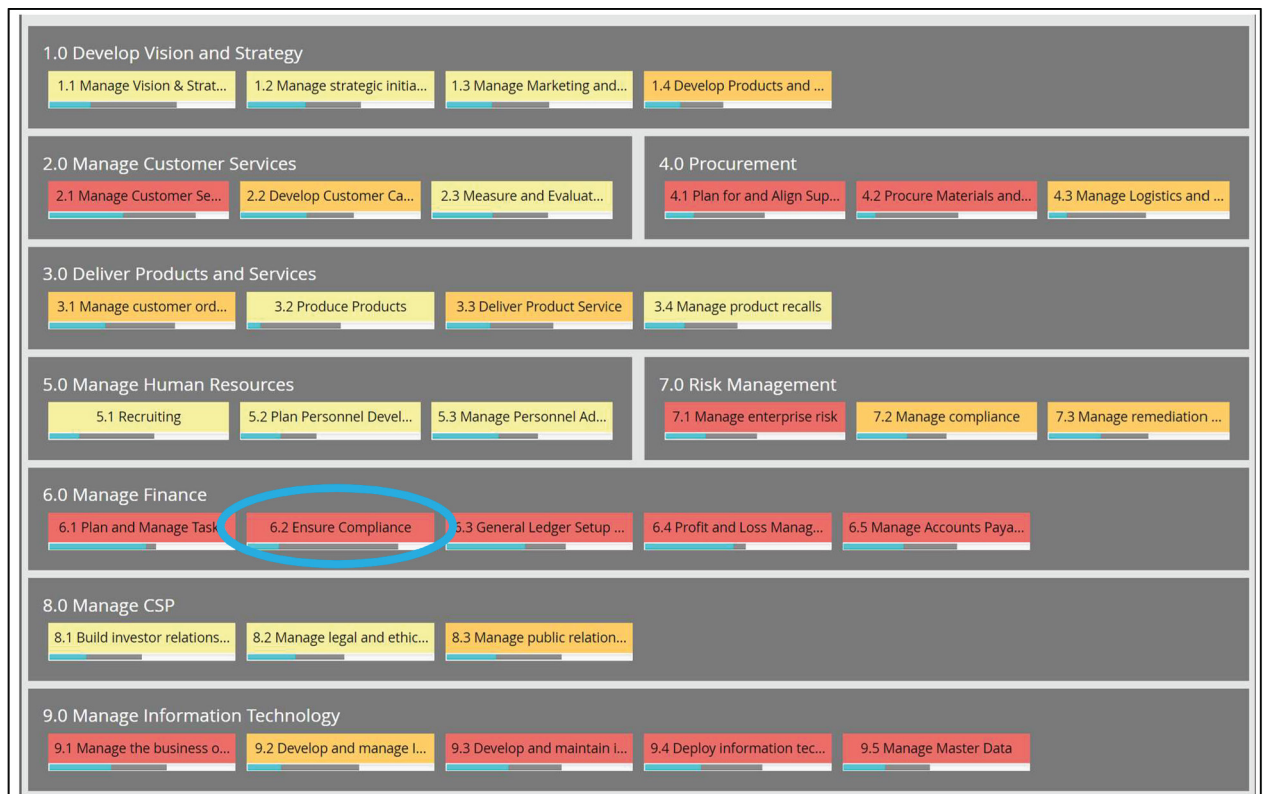 1.0 Develop Vision and Strategy
1.1 Manage Vision & Strat...
1.2 Manage strategic initia...
1.3 Manage Marketing and...
1.4 Develop Products and ...
2.0 Manage Customer Services
2.1 Manage Customer Se...
2.2 Develop Customer Ca...
2.3 Measure and Evaluat...
4.0 Procurement
4.1 Plan for and Align Sup...
4.2 Procure Materials and...
4.3 Manage Logistics and ...
3.0 Deliver Products and Services
3.1 Manage customer ord...
3.2 Produce Products
3.3 Deliver Product Service
3.4 Manage product recalls
5.0 Manage Human Resources
5.1 Recruiting
5.2 Plan Personnel Devel...
5.3 Manage Personnel Ad...
7.0 Risk Management
7.1 Manage enterprise risk
7.2 Manage compliance
7.3 Manage remediation ...
6.0 Manage Finance
6.1 Plan and Manage Task
6.2 Ensure Compliance
6.3 General Ledger Setup ...
6.4 Profit and Loss Manag...
6.5 Manage Accounts Paya...
8.0 Manage CSP
8.1 Build investor relations...
8.2 Manage legal and ethic...
8.3 Manage public relation...
9.0 Manage Information Technology
9.1 Manage the business o...
9.2 Develop and manage I...
9.3 Develop and maintain i...
9.4 Deploy information tec...
9.5 Manage Master Data